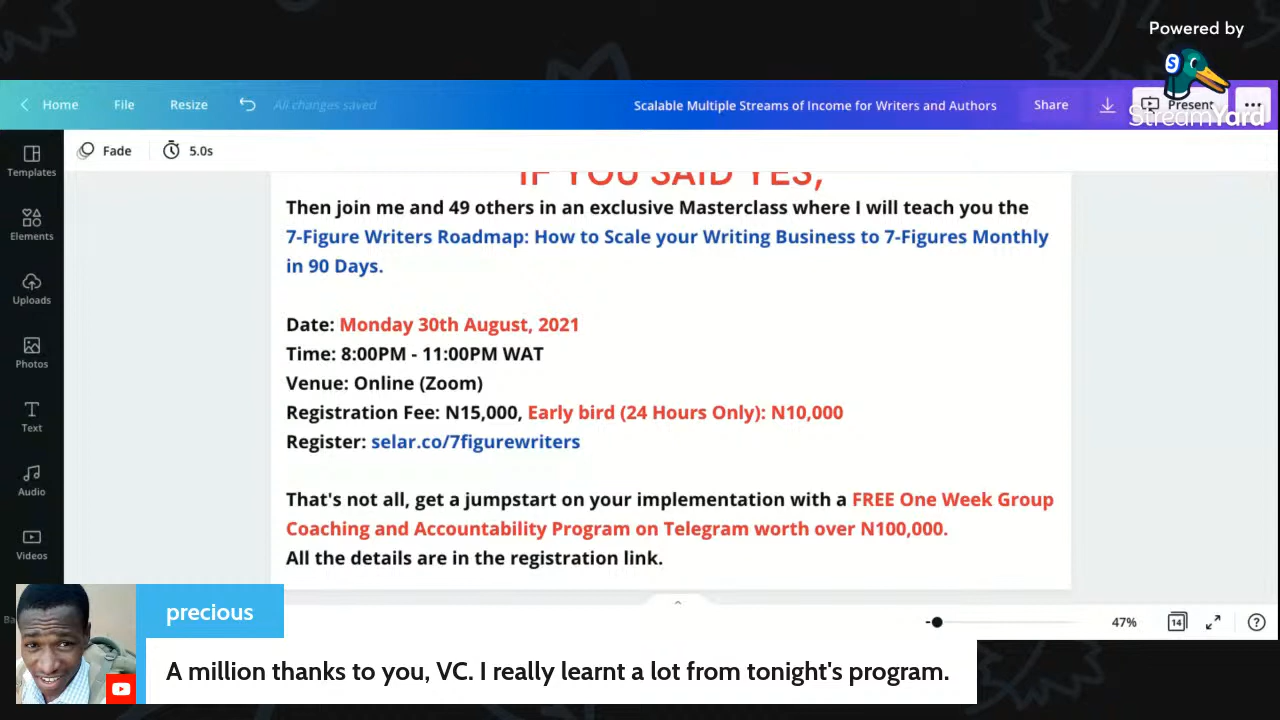 Powered by
StreamYard
Home
File
Resize
All changes saved
Scalable Multiple Streams of Income for Writers and Authors
Share
Present
Fade
5.0s
Templates
Elements
Uploads
Photos
Text
Audio
Videos
IF YOU SAID YES,
Then join me and 49 others in an exclusive Masterclass where I will teach you the
7-Figure Writers Roadmap: How to Scale your Writing Business to 7-Figures Monthly
in 90 Days.
Date: Monday 30th August, 2021
Time: 8:00PM - 11:00PM WAT
Venue: Online (Zoom)
Registration Fee: N15,000, Early bird (24 Hours Only): N10,000
Register: selar.co/7figurewriters
That's not all, get a jumpstart on your implementation with a FREE One Week Group
Coaching and Accountability Program on Telegram worth over N100,000.
All the details are in the registration link.
47%
14
precious
A million thanks to you, VC. I really learnt a lot from tonight's program.